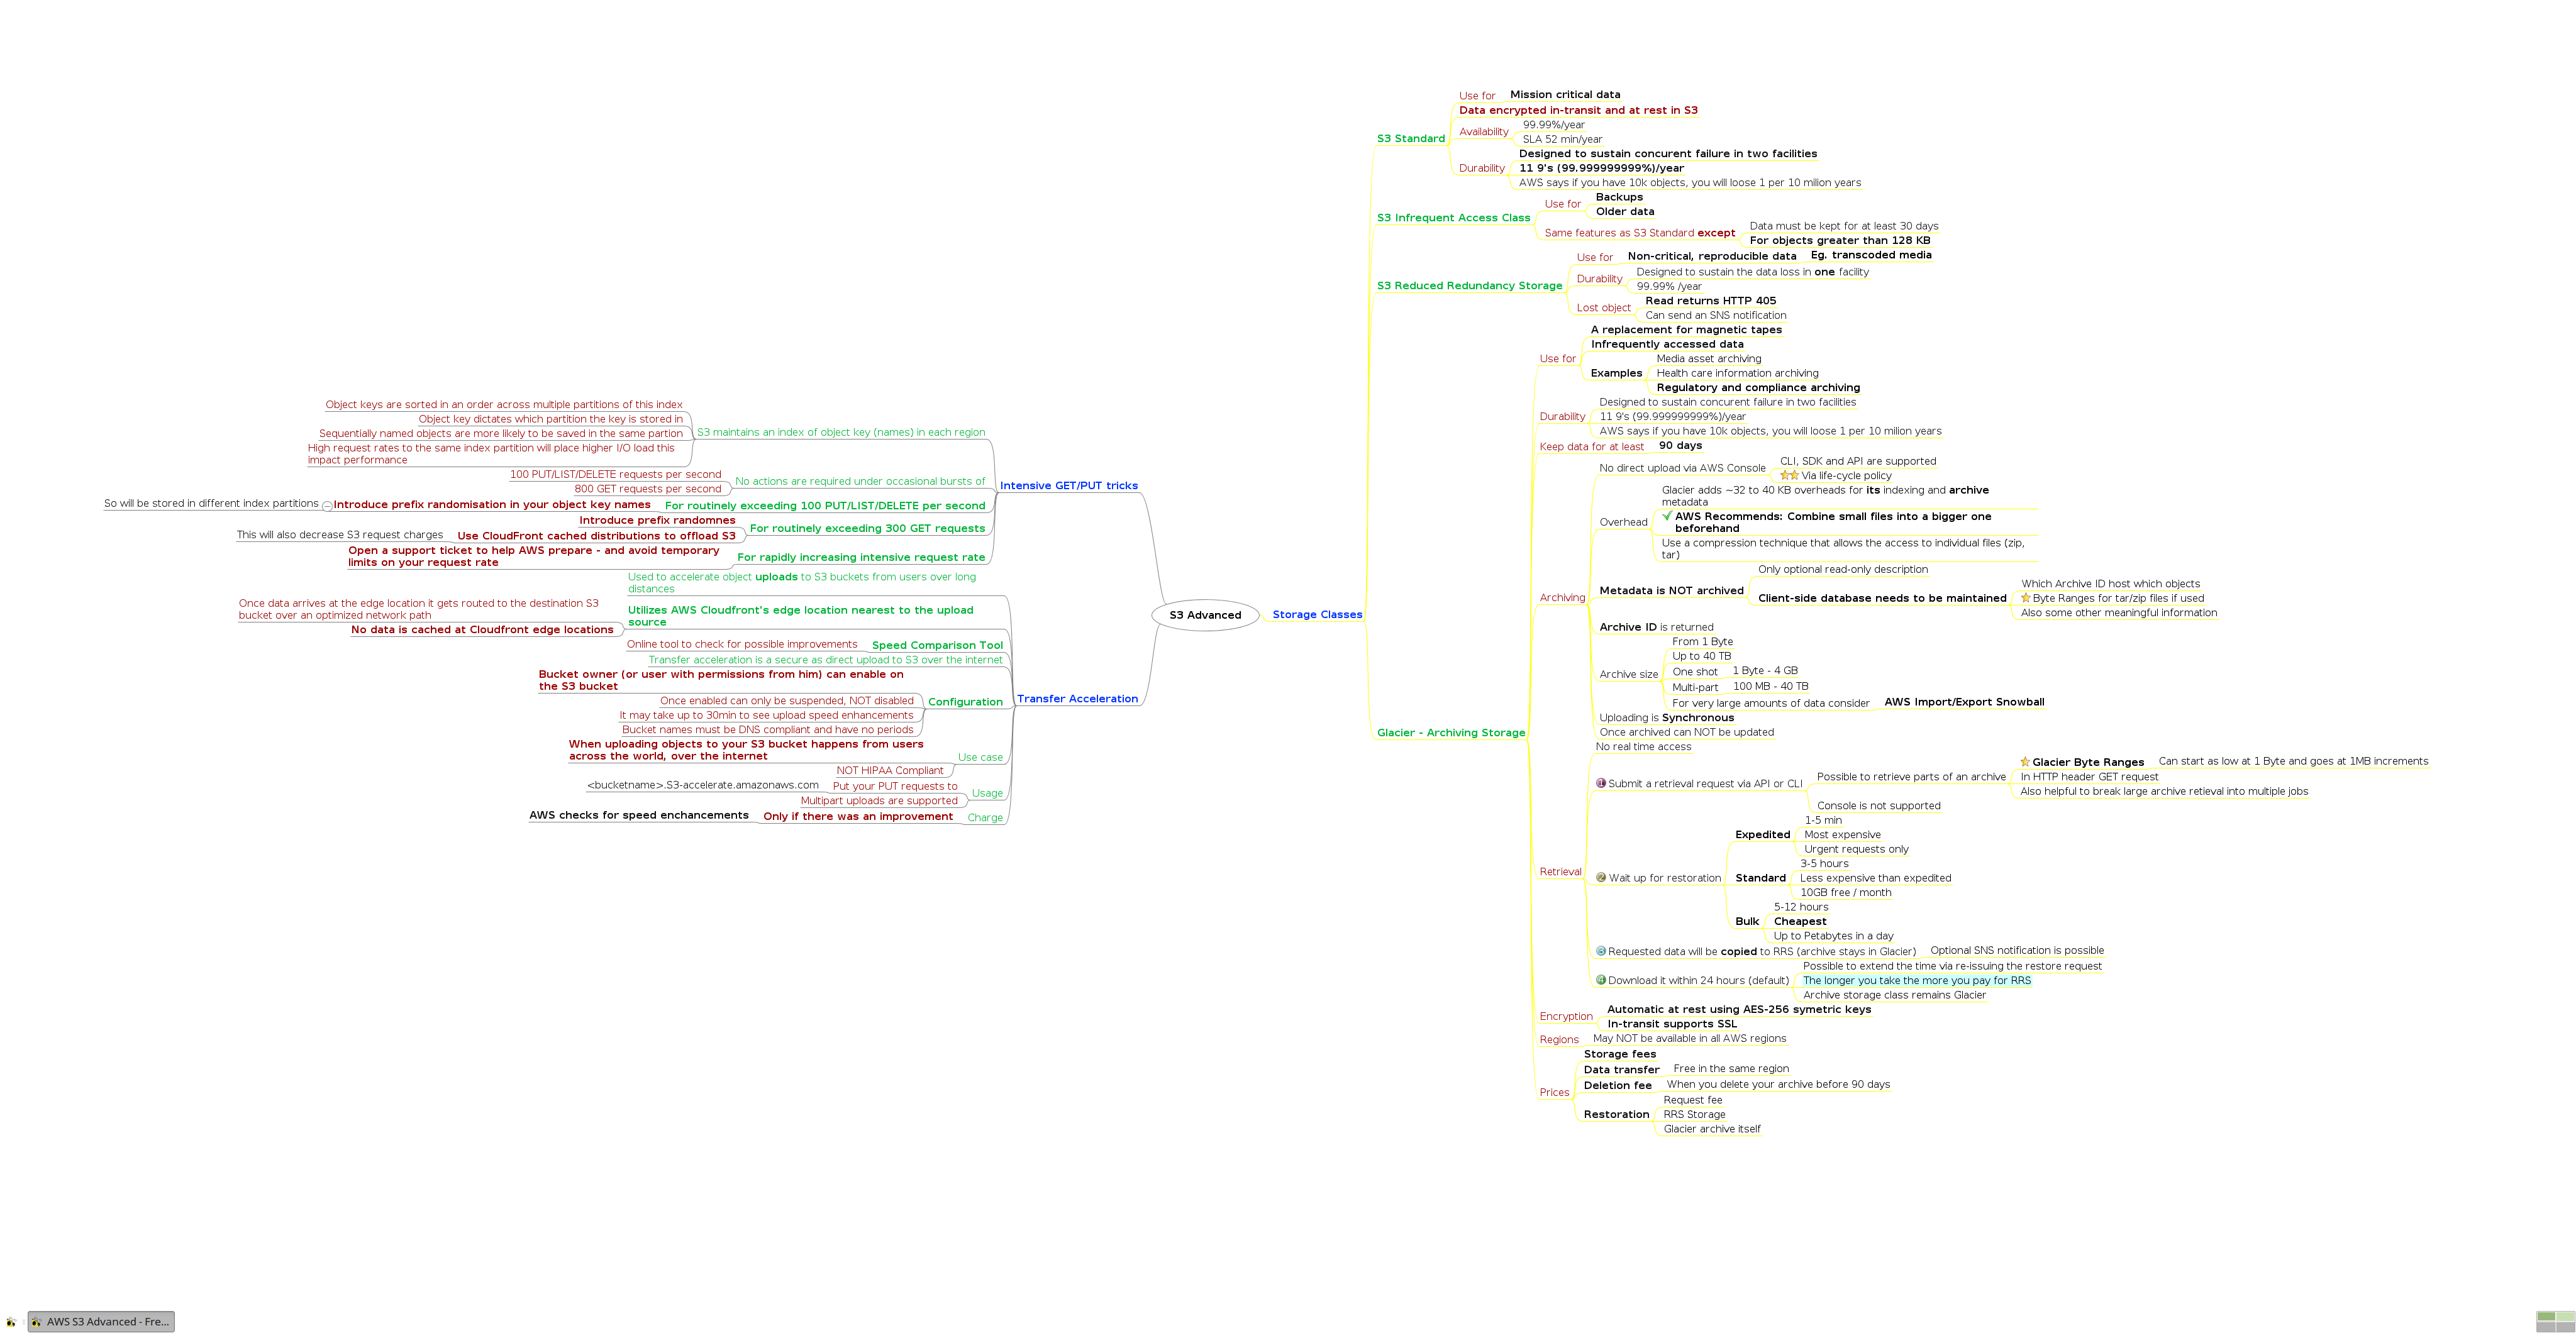 S3 Advanced
Storage Classes
S3 Standard
Use for
Mission critical data
Data encrypted in-transit and at rest in S3
Availability
99.99%/year
SLA 52 min/year
Durability
Designed to sustain concurent failure in two facilities
11 9's (99.999999999%)/year
AWS says if you have 10k objects, you will loose 1 per 10 milion years
S3 Infrequent Access Class
Use for
Backups
Older data
Same features as S3 Standard except
Data must be kept for at least 30 days
For objects greater than 128 KB
S3 Reduced Redundancy Storage
Use for
Non-critical, reproducible data
Eg. transcoded media
Durability
Designed to sustain the data loss in one facility
99.99% /year
Lost object
Read returns HTTP 405
Can send an SNS notification
Glacier - Archiving Storage
Use for
A replacement for magnetic tapes
Infrequently accessed data
Examples
Media asset archiving
Health care information archiving
Regulatory and compliance archiving
Durability
Designed to sustain concurent failure in two facilities
11 9's (99.999999999%)/year
AWS says if you have 10k objects, you will loose 1 per 10 milion years
Keep data for at least
90 days
Archiving
No direct upload via AWS Console
CLI, SDK and API are supported
Via life-cycle policy
Overhead
Glacier adds ~32 to 40 KB overheads for its indexing and archive
metadata
AWS Recommends: Combine small files into a bigger one
beforehand
Use a compression technique that allows the access to individual files (zip,
tar)
Metadata is NOT archived
Only optional read-only description
Client-side database needs to be maintained
Which Archive ID host which objects
Byte Ranges for tar/zip files if used
Also some other meaningful information
Archive ID is returned
Archive size
From 1 Byte
Up to 40 TB
One shot
1 Byte - 4 GB
Multi-part
100 MB - 40 TB
For very large amounts of data consider
AWS Import/Export Snowball
Uploading is Synchronous
Once archived can NOT be updated
Retrieval
No real time access
1 Submit a retrieval request via API or CLI
Possible to retrieve parts of an archive
Glacier Byte Ranges
Can start as low at 1 Byte and goes at 1MB increments
In HTTP header GET request
Also helpful to break large archive retieval into multiple jobs
Console is not supported
2 Wait up for restoration
Expedited
1-5 min
Most expensive
Urgent requests only
Standard
3-5 hours
Less expensive than expedited
10GB free / month
Bulk
5-12 hours
Cheapest
Up to Petabytes in a day
3 Requested data will be copied to RRS (archive stays in Glacier)
Optional SNS notification is possible
4 Download it within 24 hours (default)
Possible to extend the time via re-issuing the restore request
The longer you take the more you pay for RRS
Archive storage class remains Glacier
Encryption
Automatic at rest using AES-256 symetric keys
In-transit supports SSL
Regions
May NOT be available in all AWS regions
Prices
Storage fees
Data transfer
Free in the same region
Deletion fee
When you delete your archive before 90 days
Restoration
Request fee
RRS Storage
Glacier archive itself
Intensive GET/PUT tricks
S3 maintains an index of object key (names) in each region
Object keys are sorted in an order across multiple partitions of this index
Object key dictates which partition the key is stored in
Sequentially named objects are more likely to be saved in the same partion
High request rates to the same index partition will place higher I/O load this
impact performance
No actions are required under occasional bursts of
100 PUT/LIST/DELETE requests per second
800 GET requests per second
For routinely exceeding 100 PUT/LIST/DELETE per second
Introduce prefix randomisation in your object key names
So will be stored in different index partitions
For routinely exceeding 300 GET requests
Introduce prefix randomnes
Use CloudFront cached distributions to offload S3
This will also decrease S3 request charges
For rapidly increasing intensive request rate
Open a support ticket to help AWS prepare - and avoid temporary
limits on your request rate
Transfer Acceleration
Used to accelerate object uploads to S3 buckets from users over long
distances
Utilizes AWS Cloudfront's edge location nearest to the upload
source
Once data arrives at the edge location it gets routed to the destination S3
bucket over an optimized network path
No data is cached at Cloudfront edge locations
Speed Comparison Tool
Online tool to check for possible improvements
Transfer acceleration is a secure as direct upload to S3 over the internet
Configuration
Bucket owner (or user with permissions from him) can enable on
the S3 bucket
Once enabled can only be suspended, NOT disabled
It may take up to 30min to see upload speed enhancements
Bucket names must be DNS compliant and have no periods
Use case
When uploading objects to your S3 bucket happens from users
across the world, over the internet
NOT HIPAA Compliant
Usage
Put your PUT requests to
<bucketname>.S3-accelerate.amazonaws.com
Multipart uploads are supported
Charge
Only if there was an improvement
AWS checks for speed enchancements
AWS S3 Advanced - Fre...